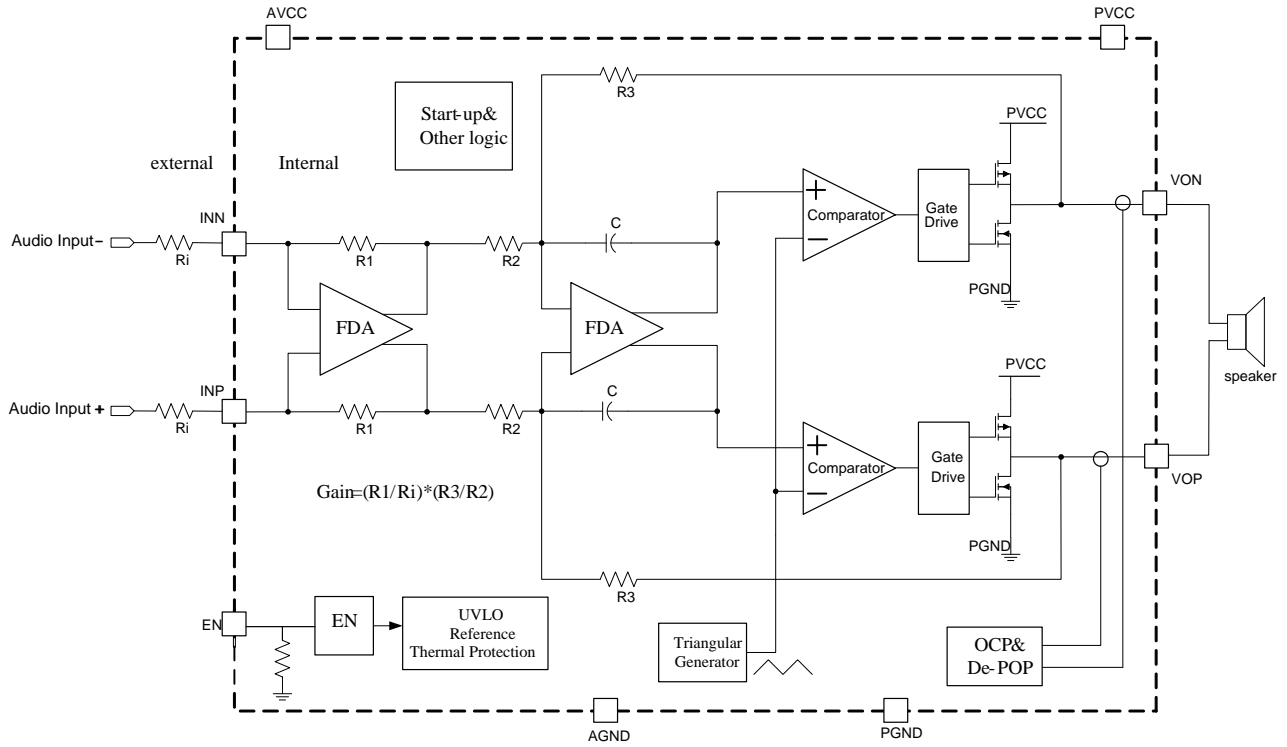 AVCC
PVCC
R3
Start-up&
Other logic
PVCC
external
Internal
VON
INN
C
Comparator
Gate
Drive
Audio Input-
Ri
R1
R2
PGND
FDA
FDA
speaker
PVCC
INP
C
Audio Input+
Ri
R1
R2
Comparator
Gate
Drive
VOP
Gain=(R1/Ri)*(R3/R2)
PGND
R3
EN
EN
UVLO
Reference
Thermal Protection
Triangular
Generator
OCP&
De-POP
AGND
PGND